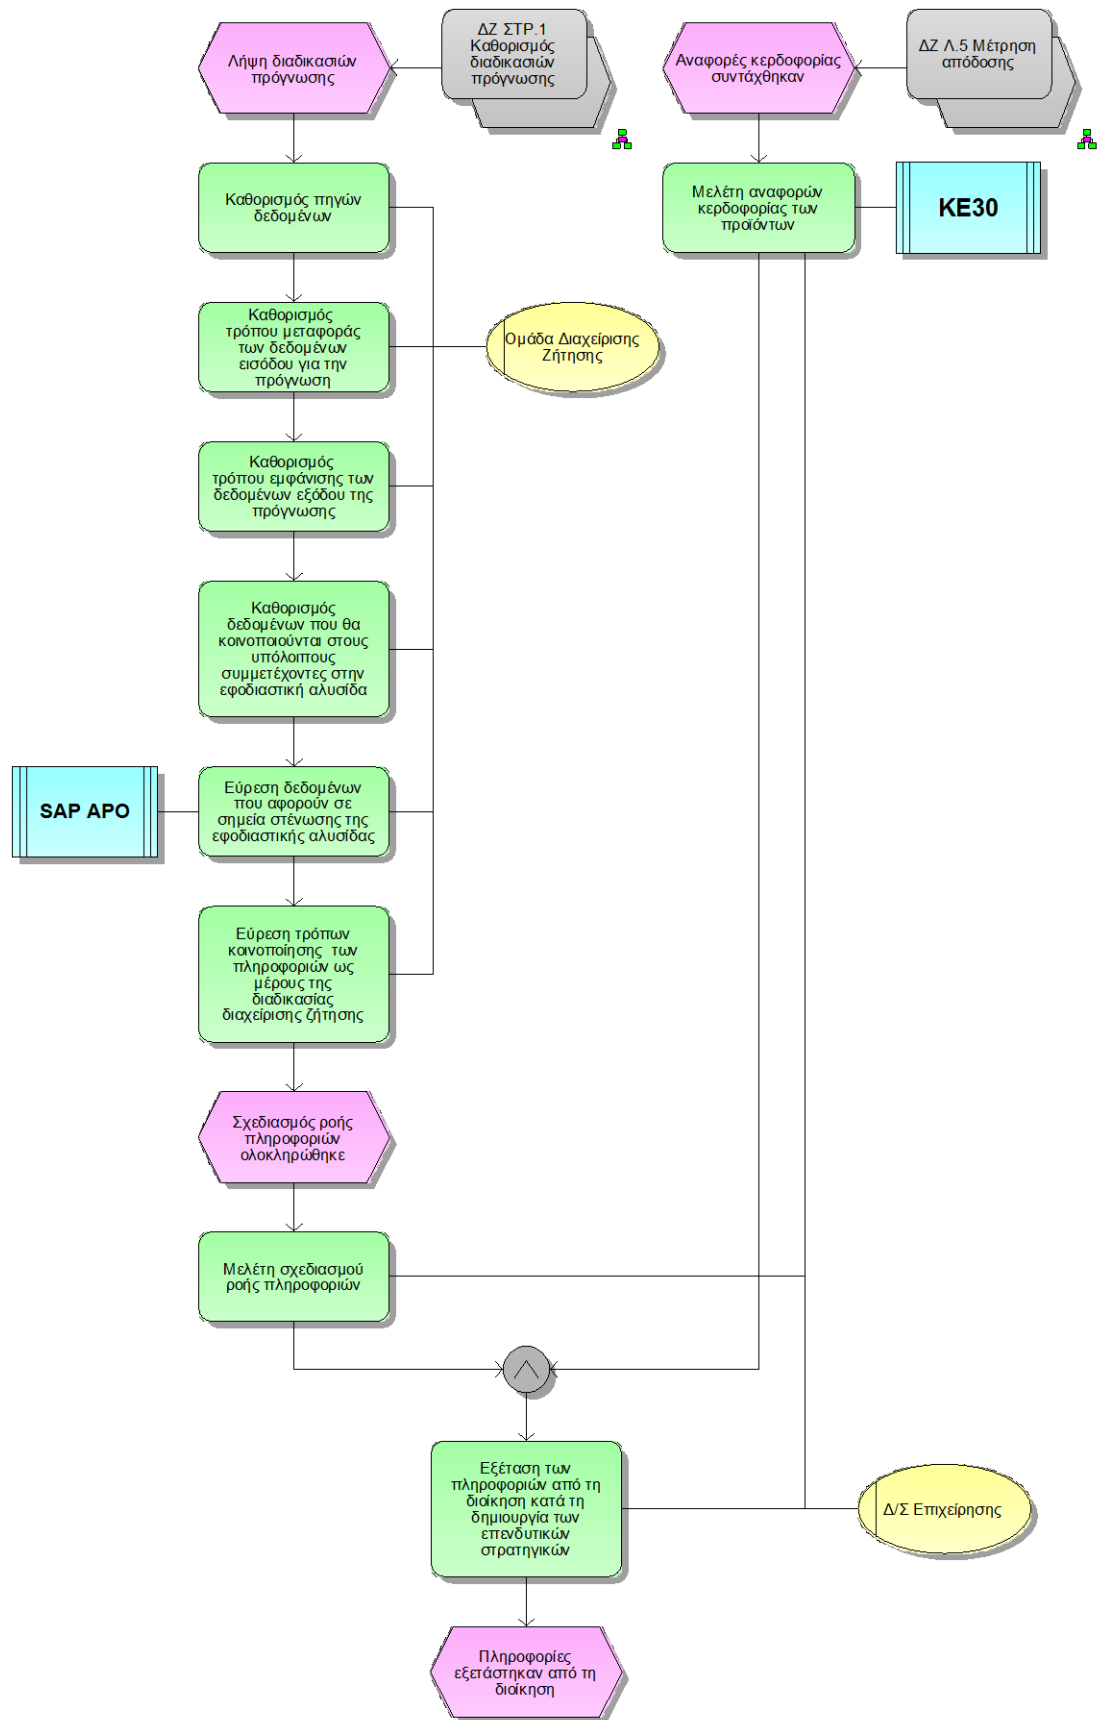 Λήψη διαδικασιών
πρόγνωσης
ΔΖ ΣΤΡ.1
Καθορισμός
διαδικασιών
πρόγνωσης
Αναφορές κερδοφορίας
συντάχθηκαν
ΔΖ Λ.5 Μέτρηση
απόδοσης
Καθορισμός πηγών
δεδομένων
Μελέτη αναφορών
κερδοφορίας των
προϊόντων
KE30
Καθορισμός
τρόπου μεταφοράς
των δεδομένων
εισόδου για την
πρόγνωση
Ομάδα Διαχείρισης
Ζήτησης
Καθορισμός
τρόπου εμφάνισης των
δεδομένων εξόδου της
πρόγνωσης
Καθορισμός
δεδομένων που θα
κοινοποιούνται στους
υπόλοιπους
συμμετέχοντες στην
εφοδιαστική αλυσίδα
SAP APO
Εύρεση δεδομένων
που αφορούν σε
σημεία στένωσης της
εφοδιαστικής αλυσίδας
Εύρεση τρόπων
κοινοποίησης  των
πληροφοριών ως
μέρους της
διαδικασίας
διαχείρισης ζήτησης
Σχεδιασμός ροής
πληροφοριών
ολοκληρώθηκε
Μελέτη σχεδιασμού
ροής πληροφοριών
Εξέταση των
πληροφοριών από τη
διοίκηση κατά τη
δημιουργία των
επενδυτικών
στρατηγικών
Δ/Σ Επιχείρησης
Πληροφορίες
εξετάστηκαν από τη
διοίκηση